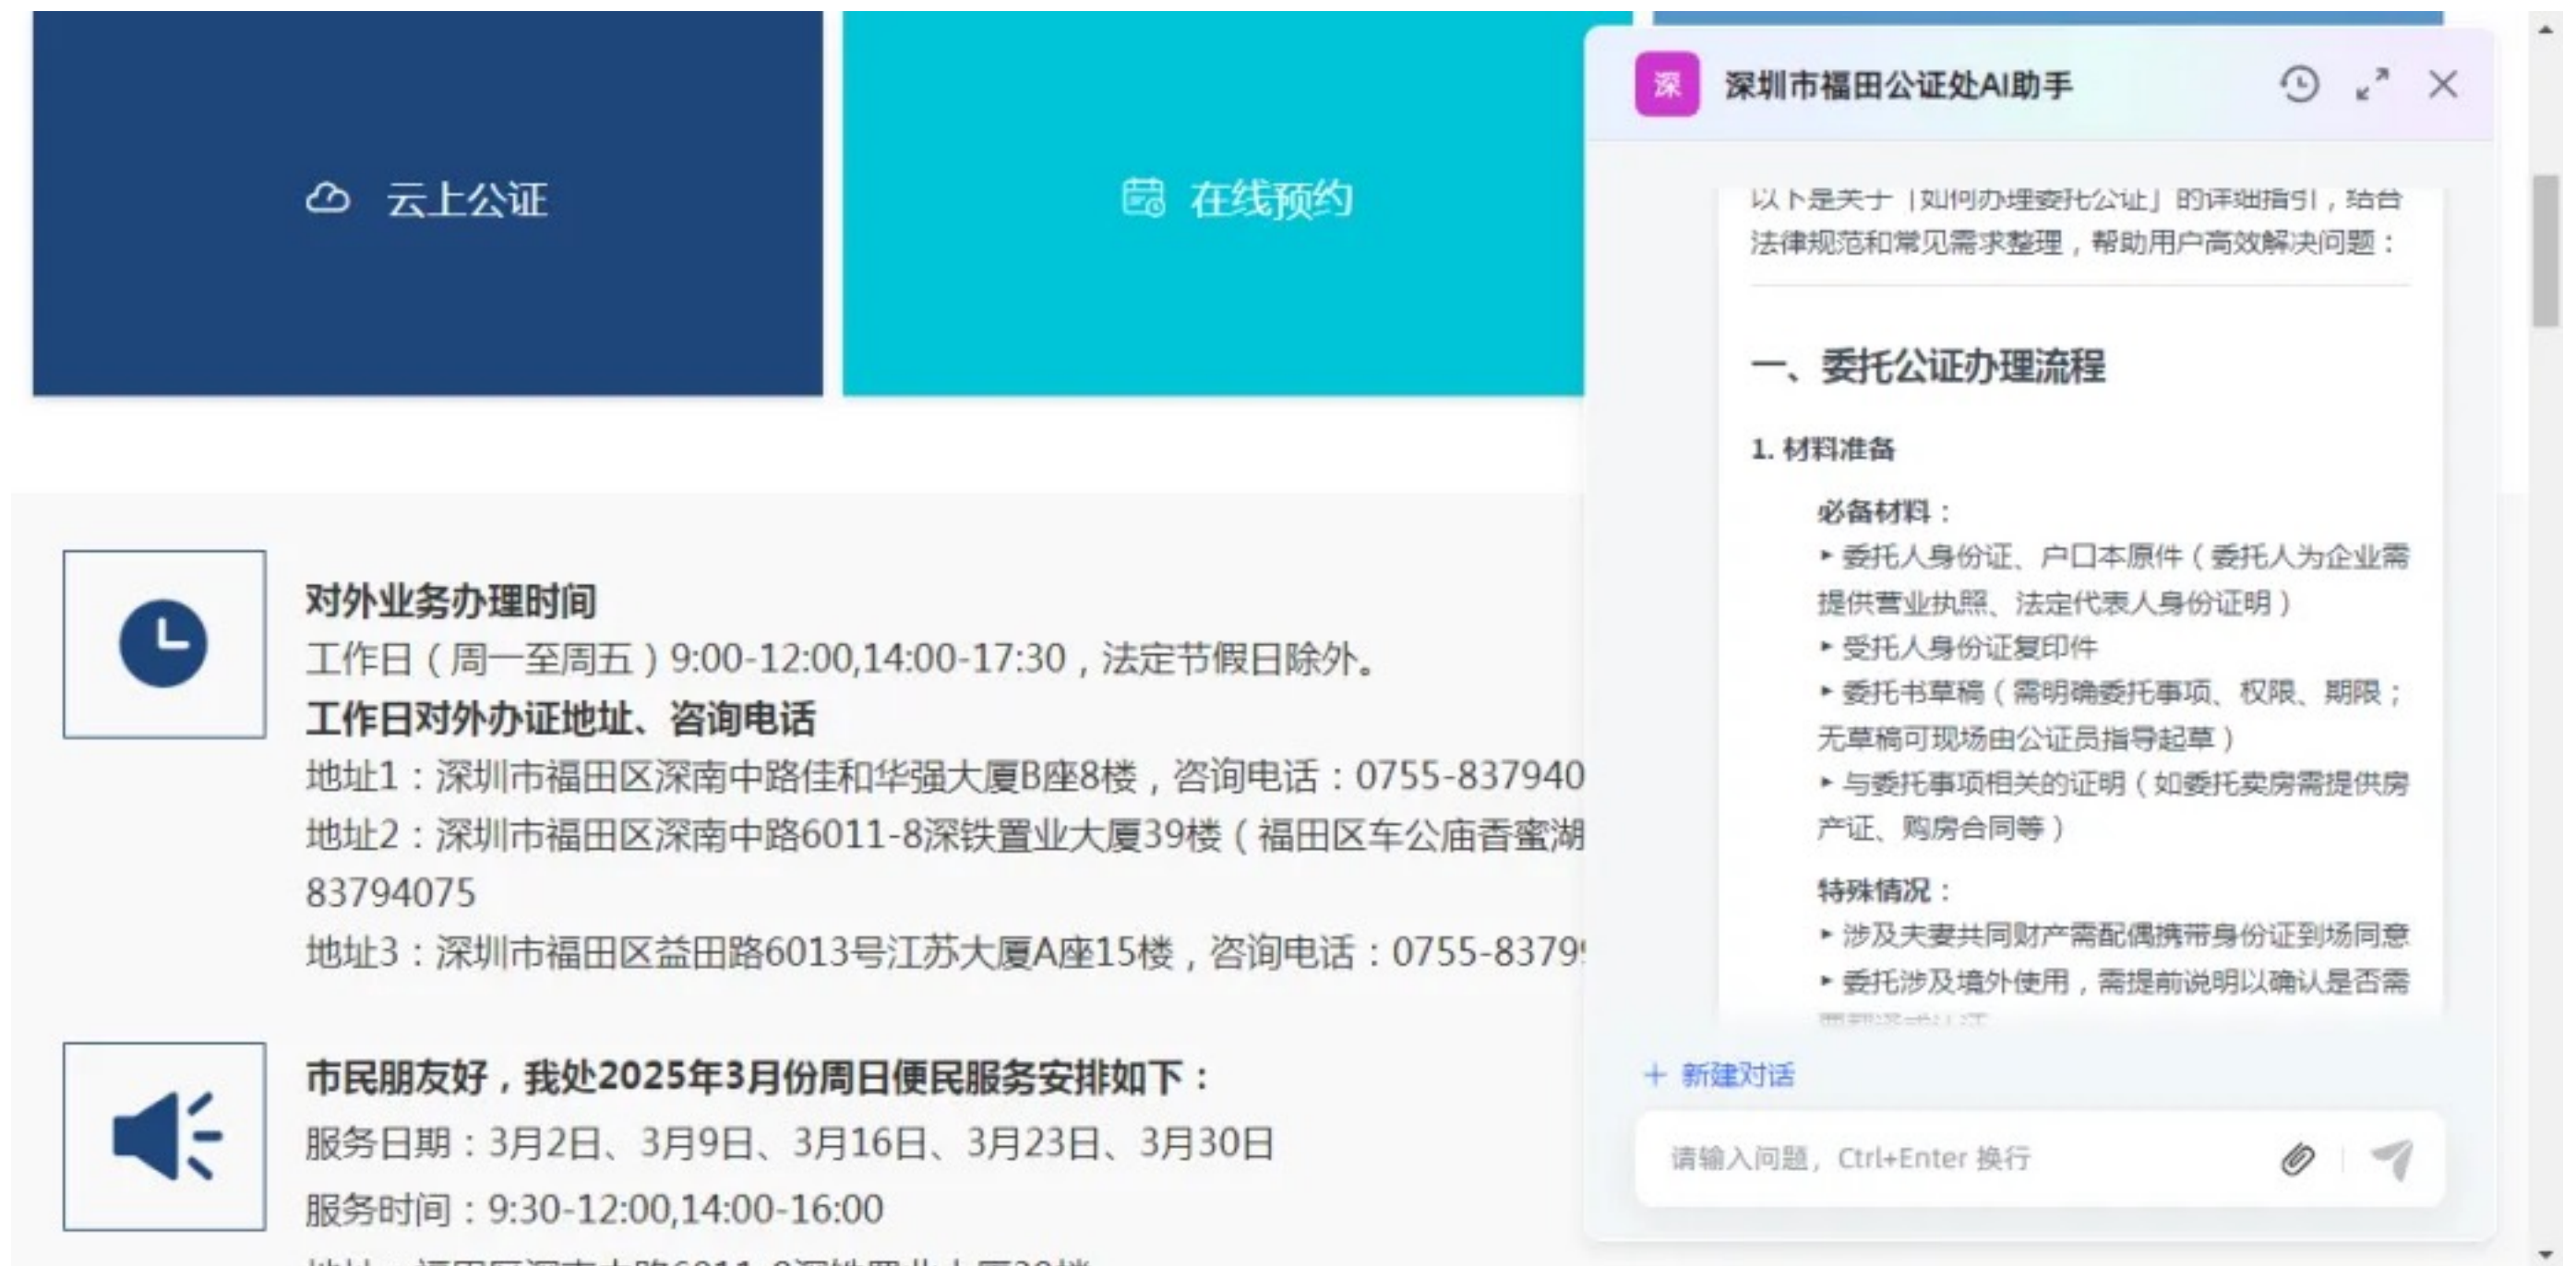 云上公证
在线预约
对外业务办理时间
工作日（周一至周五）9:00-12:00,14:00-17:30，法定节假日除外。
工作日对外办证地址、咨询电话
地址1：深圳市福田区深南中路佳和华强大厦B座8楼，咨询电话：0755-837940
地址2：深圳市福田区深南中路6011-8深铁置业大厦39楼（福田区车公庙香蜜湖
83794075
地址3：深圳市福田区益田路6013号江苏大厦A座15楼，咨询电话：0755-8379
市民朋友好，我处2025年3月份周日便民服务安排如下：
服务日期：3月2日、3月9日、3月16日、3月23日、3月30日
服务时间：9:30-12:00,14:00-16:00
深
深圳市福田公证处AI助手
以下是关于「如何办理委托公证」的详细指引，结合
法律规范和常见需求整理，帮助用户高效解决问题：
一、委托公证办理流程
1. 材料准备
必备材料：
‣ 委托人身份证、户口本原件（委托人为企业需
提供营业执照、法定代表人身份证明）
‣ 受托人身份证复印件
‣ 委托书草稿（需明确委托事项、权限、期限；
无草稿可现场由公证员指导起草）
‣ 与委托事项相关的证明（如委托卖房需提供房
产证、购房合同等）
特殊情况：
‣ 涉及夫妻共同财产需配偶携带身份证到场同意
‣ 委托涉及境外使用，需提前说明以确认是否需
+ 新建对话
请输入问题，Ctrl+Enter 换行